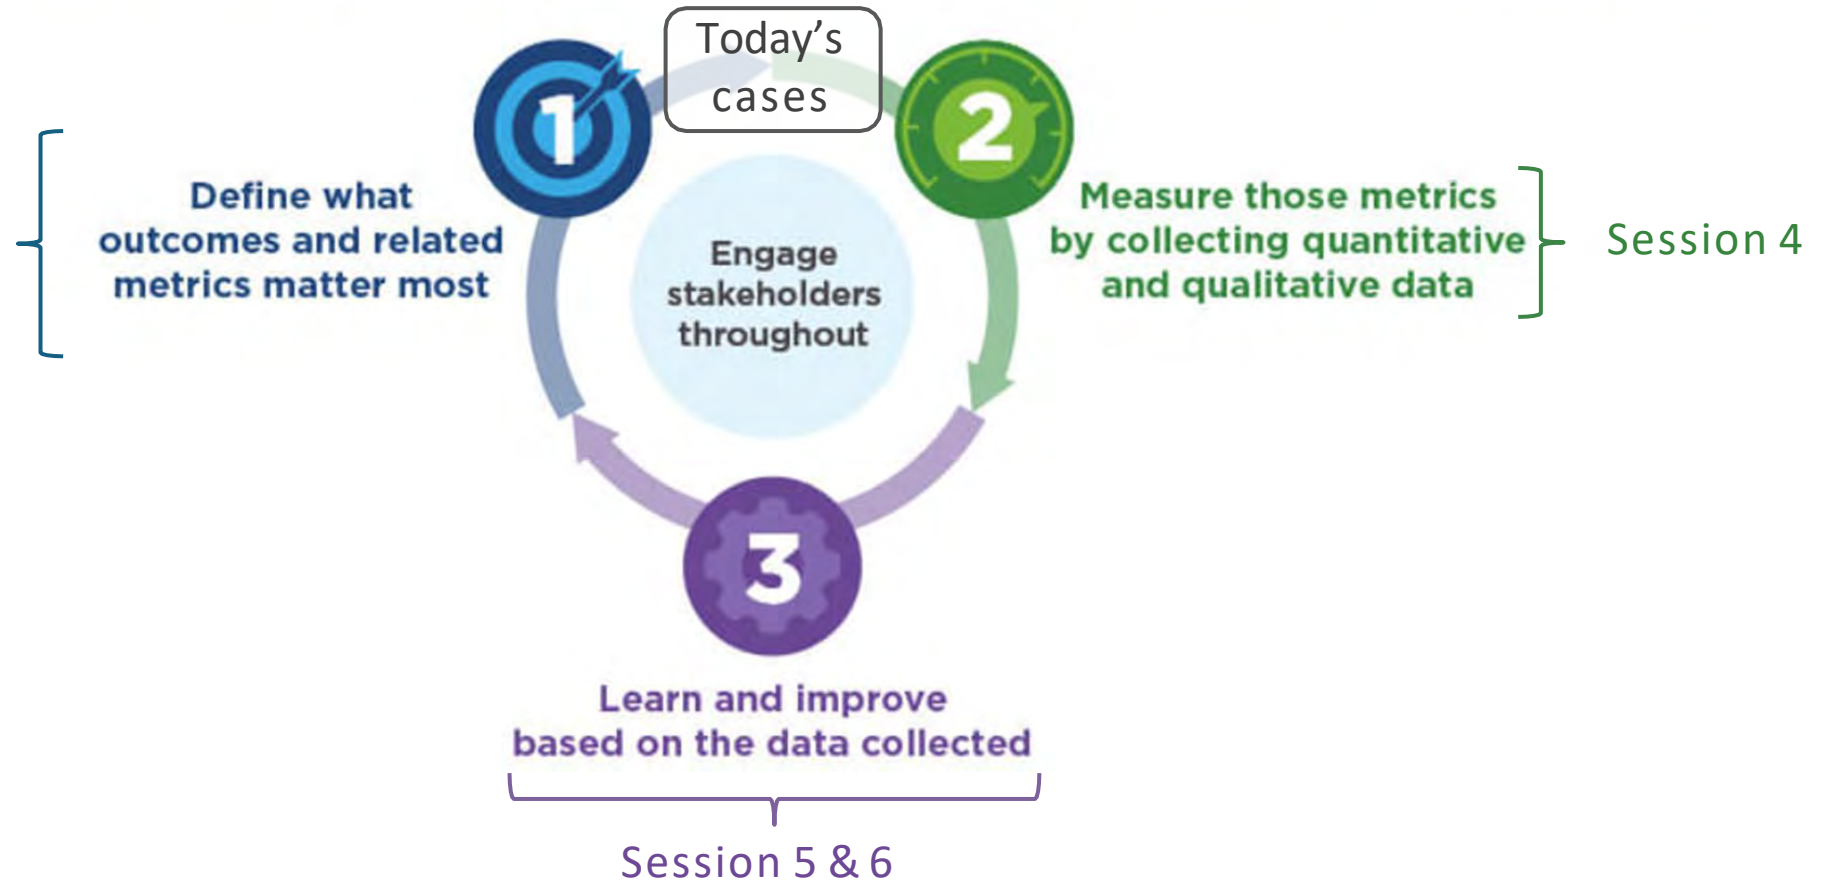 Today's
cases
1
2
Define what
outcomes and related
metrics matter most
Engage
stakeholders
throughout
Measure those metrics
by collecting quantitative
and qualitative data
Session 4
3
Learn and improve
based on the data collected
Session 5 & 6